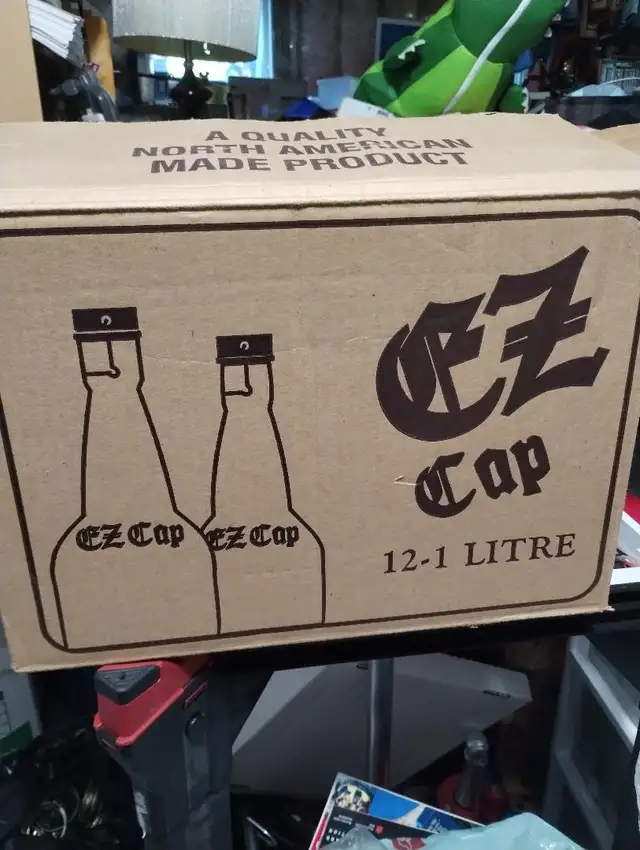 A QUALITY
NORTH AMERICAN
MADE PRODUCT
EZ
Cap
12-1 LITRE
EZ Cap
EZ Cap